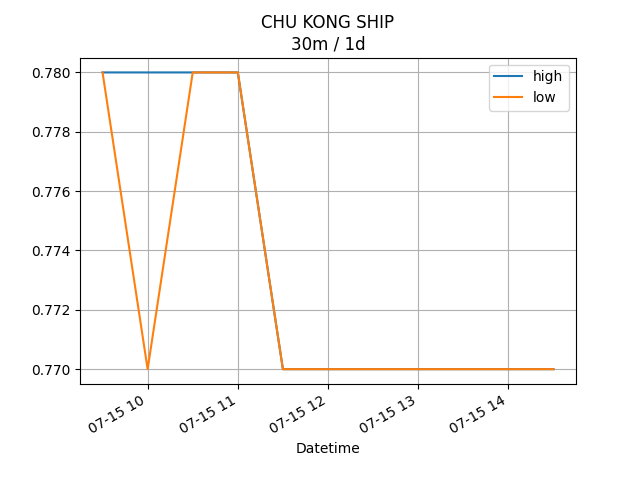 CHU KONG SHIP
30m / 1d
high
low
0.780
0.778
0.776
0.774
0.772
0.770
07-15 10
07-15 11
07-15 12
07-15 13
07-15 14
Datetime